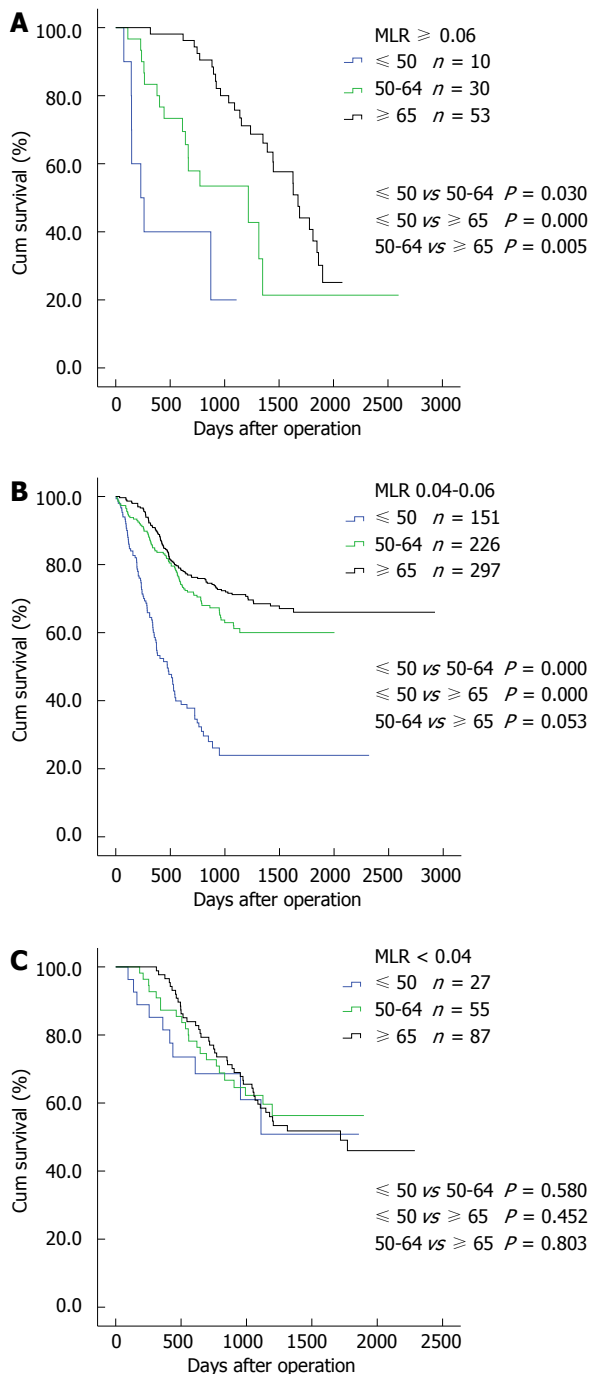 A
MLR ≥ 0.06
≤ 50 n = 10
50-64 n = 30
≥ 65 n = 53
≤ 50 vs 50-64 P = 0.030
≤ 50 vs ≥ 65 P = 0.000
50-64 vs ≥ 65 P = 0.005
Cum survival (%)
100.0
80.0
60.0
40.0
20.0
0.0
0 500 1000 1500 2000 2500 3000
Days after operation
B
MLR 0.04-0.06
≤ 50 n = 151
50-64 n = 226
≥ 65 n = 297
≤ 50 vs 50-64 P = 0.000
≤ 50 vs ≥ 65 P = 0.000
50-64 vs ≥ 65 P = 0.053
Cum survival (%)
100.0
80.0
60.0
40.0
20.0
0.0
0 500 1000 1500 2000 2500 3000
Days after operation
C
MLR < 0.04
≤ 50 n = 27
50-64 n = 55
≥ 65 n = 87
≤ 50 vs 50-64 P = 0.580
≤ 50 vs ≥ 65 P = 0.452
50-64 vs ≥ 65 P = 0.803
Cum survival (%)
100.0
80.0
60.0
40.0
20.0
0.0
0 500 1000 1500 2000 2500
Days after operation